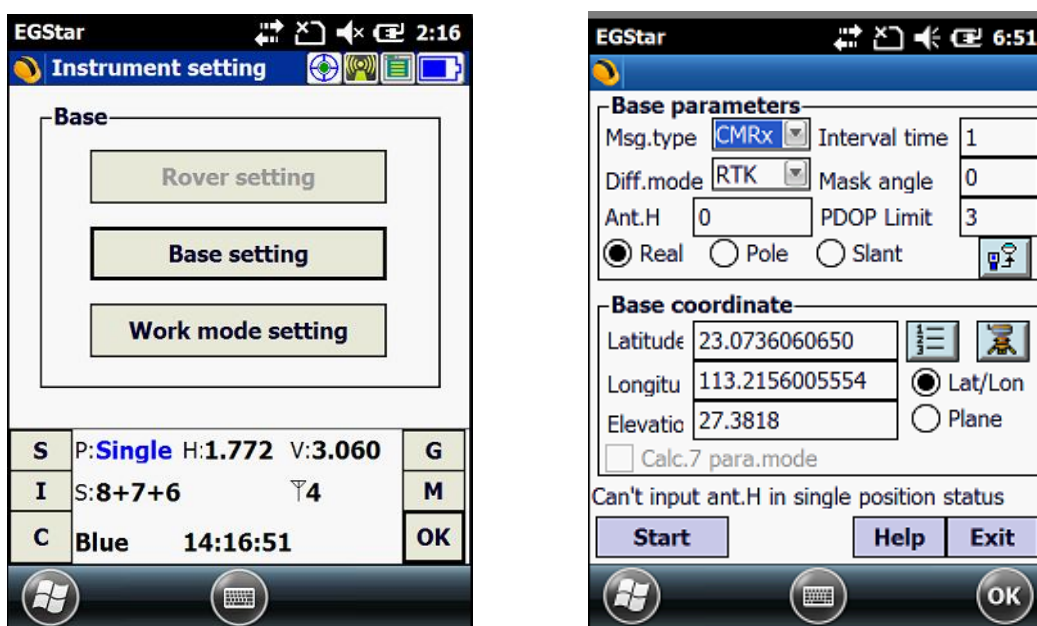 EGStar 2:16
Instrument setting
Base
Rover setting
Base setting
Work mode setting
S P:Single H:1.772 V:3.060 G
I S:8+7+6 4 M
C Blue 14:16:51 OK
EGStar 6:51
Base parameters
Msg.type CMRx Interval time 1
Diff.mode RTK Mask angle 0
Ant.H 0 PDOP Limit 3
Real Pole Slant
Base coordinate
Latitude 23.0736060650
Longitu 113.2156005554 Lat/Lon
Elevatio 27.3818 Plane
Calc.7 para.mode
Can't input ant.H in single position status
Start Help Exit
OK